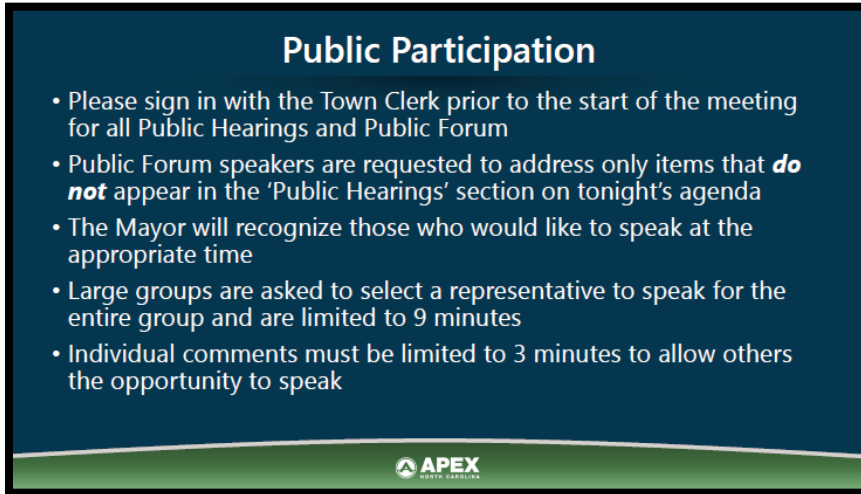 Public Participation
• Please sign in with the Town Clerk prior to the start of the meeting
for all Public Hearings and Public Forum
• Public Forum speakers are requested to address only items that do
not appear in the ‘Public Hearings’ section on tonight’s agenda
• The Mayor will recognize those who would like to speak at the
appropriate time
• Large groups are asked to select a representative to speak for the
entire group and are limited to 9 minutes
• Individual comments must be limited to 3 minutes to allow others
the opportunity to speak
APEX
NORTH CAROLINA